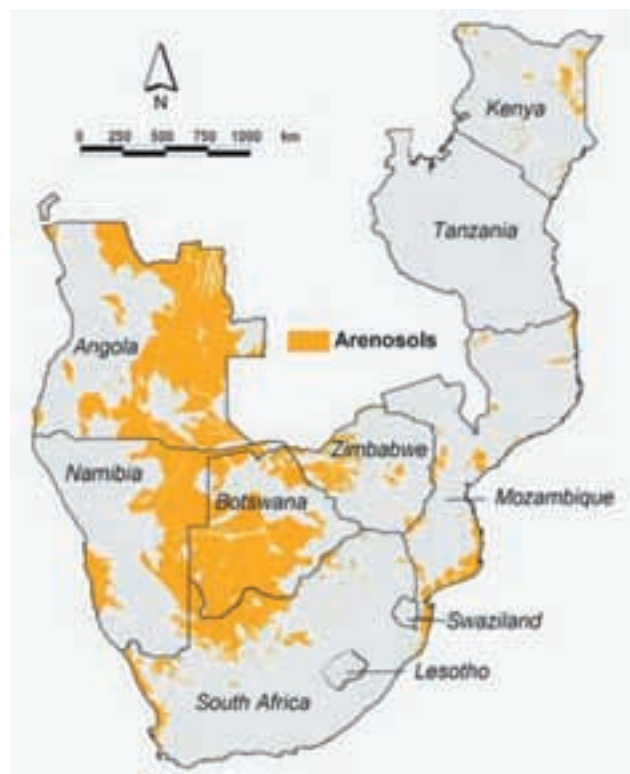 Kenya
N
0 250 500 750 1000 km
Tanzania
Angola
Arenosols
Zimbabwe
Namibia
Botswana
Mozambique
Swaziland
Lesotho
South Africa